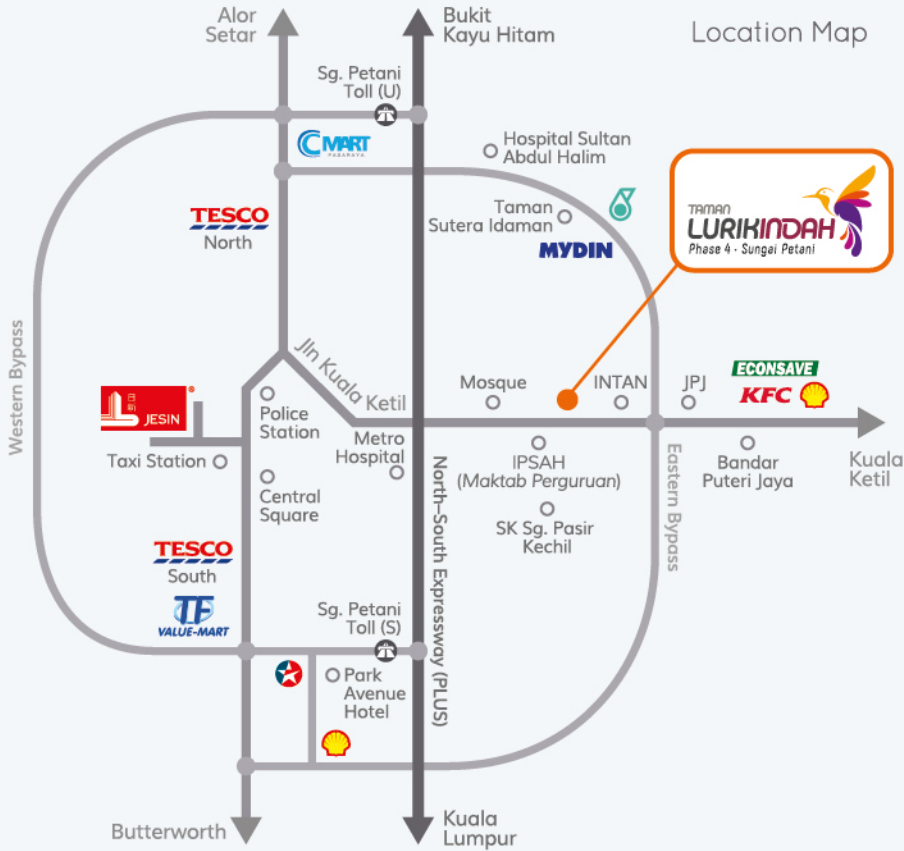 Alor
Setar
Bukit
Kayu Hitam
Location Map
Sg. Petani
Toll (U)
C MART
PASARAYA
Hospital Sultan
Abdul Halim
TESCO
North
Taman
Sutera Idaman
MYDIN
TAMAN
LURIKINDAH
Phase 4 · Sungai Petani
Western Bypass
Jln Kuala Ketil
日新
JESIN
Taxi Station
Police
Station
Central
Square
Metro
Hospital
Mosque
INTAN
JPJ
ECONSAVE
KFC
IPSAH
(Maktab Perguruan)
SK Sg. Pasir
Kechil
Eastern Bypass
Bandar
Puteri Jaya
Kuala
Ketil
North–South Expressway (PLUS)
TESCO
South
TF
VALUE-MART
Sg. Petani
Toll (S)
Park
Avenue
Hotel
Butterworth
Kuala
Lumpur